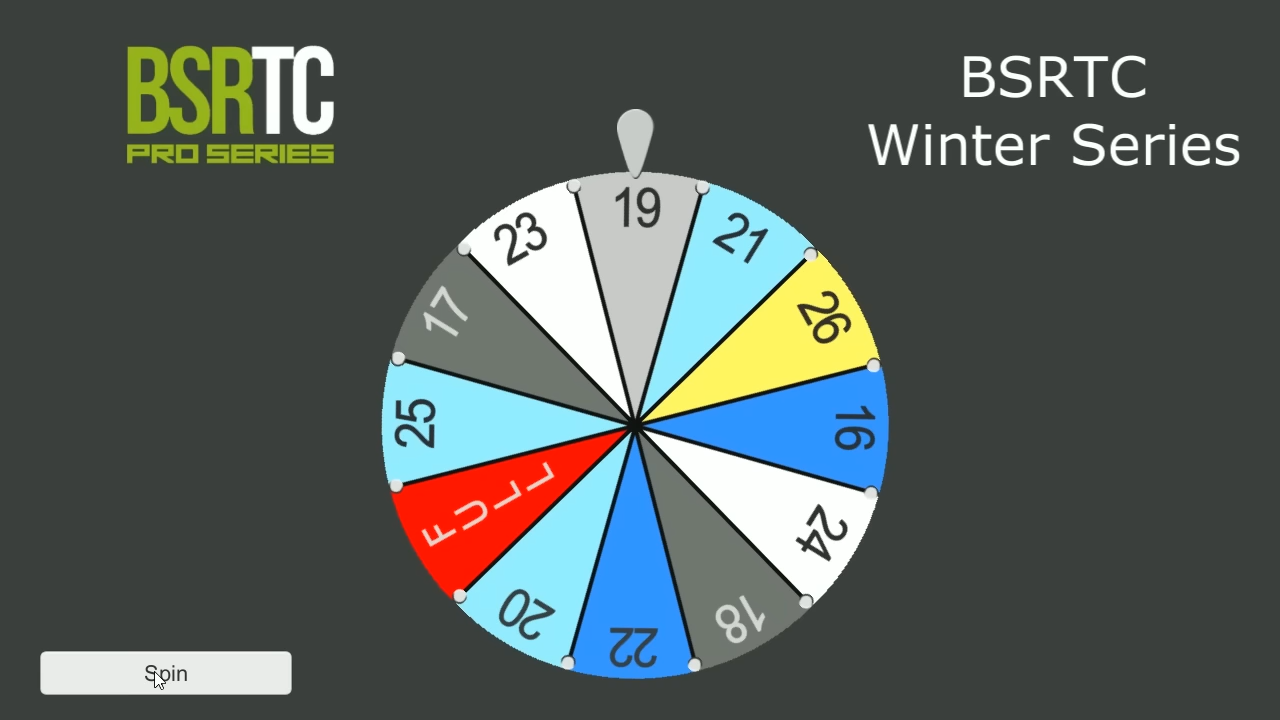 BSRTC
PRO SERIES
BSRTC
Winter Series
19
21
26
16
24
18
22
20
FULL
25
17
23
Spin